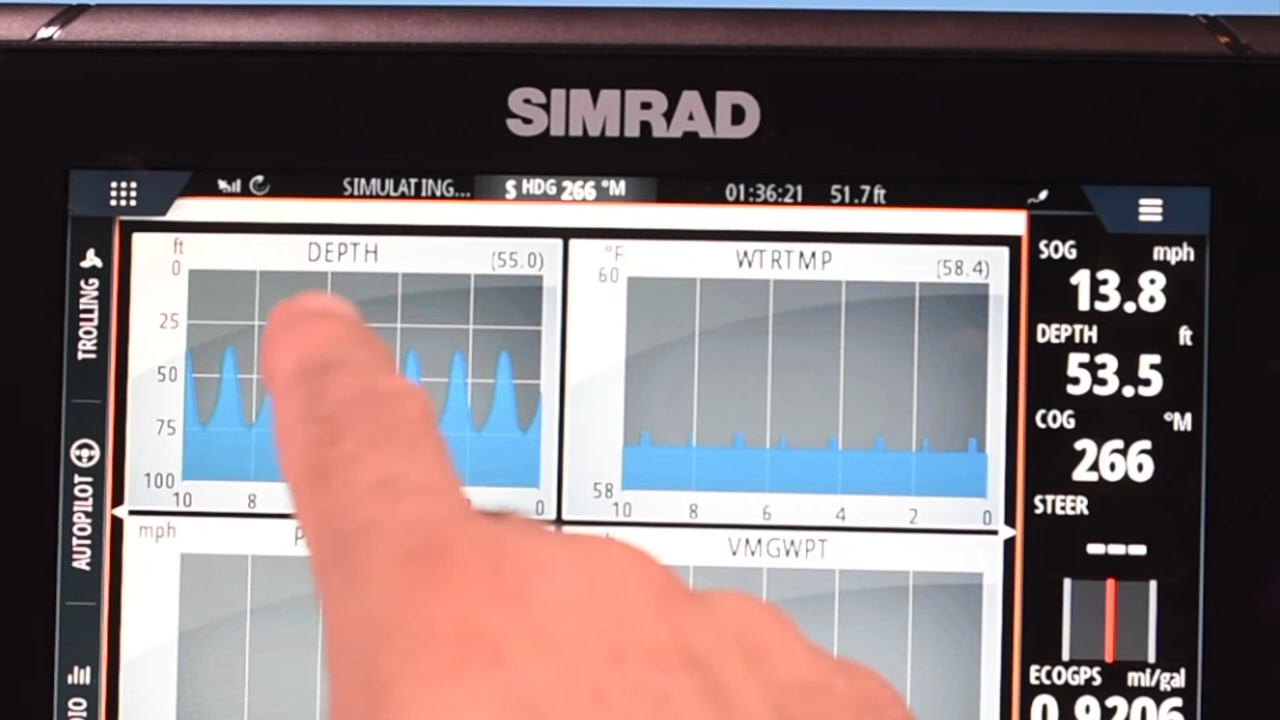 SIMRAD
SIMULATING... S HDG 266 °M 01:36:21 51.7ft
TROLLING
AUTOPILOT
ft DEPTH (55.0)
0
25
50
75
100
10 8 0
°F WTRTMP (58.4)
60
58
10 8 6 4 2 0
mph
VMGWPT
SOG mph
13.8
DEPTH ft
53.5
COG °M
266
STEER
---
ECOGPS mi/gal
0.9206